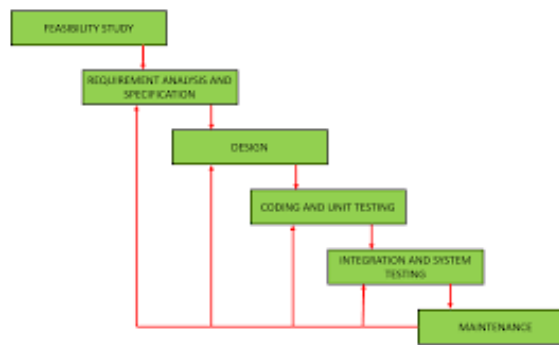 FEASIBILITY STUDY
REQUIREMENT ANALYSIS AND
SPECIFICATION
DESIGN
CODING AND UNIT TESTING
INTEGRATION AND SYSTEM
TESTING
MAINTENANCE